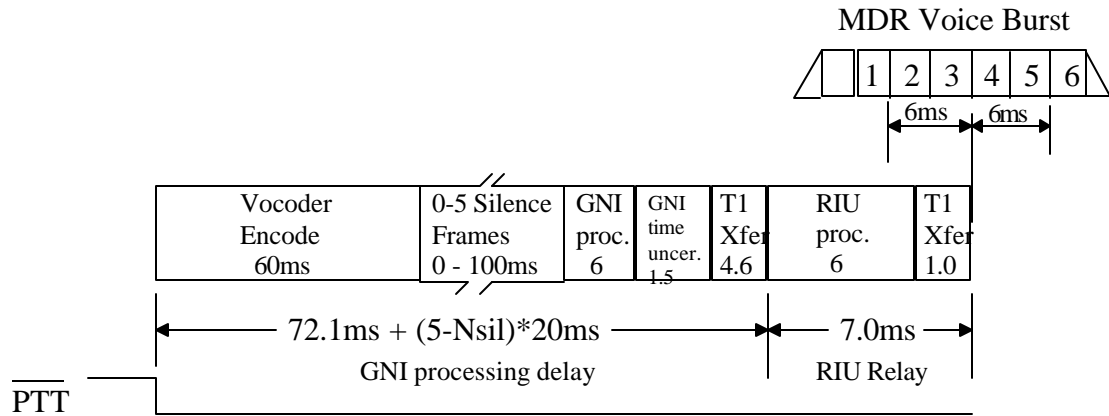 MDR Voice Burst
1 2 3 4 5 6
6ms 6ms
Vocoder
Encode
60ms
0-5 Silence
Frames
0 - 100ms
GNI
proc.
6
GNI
time
uncer.
1.5
T1
Xfer
4.6
RIU
proc.
6
T1
Xfer
1.0
72.1ms + (5-Nsil)*20ms
7.0ms
GNI processing delay
RIU Relay
PTT